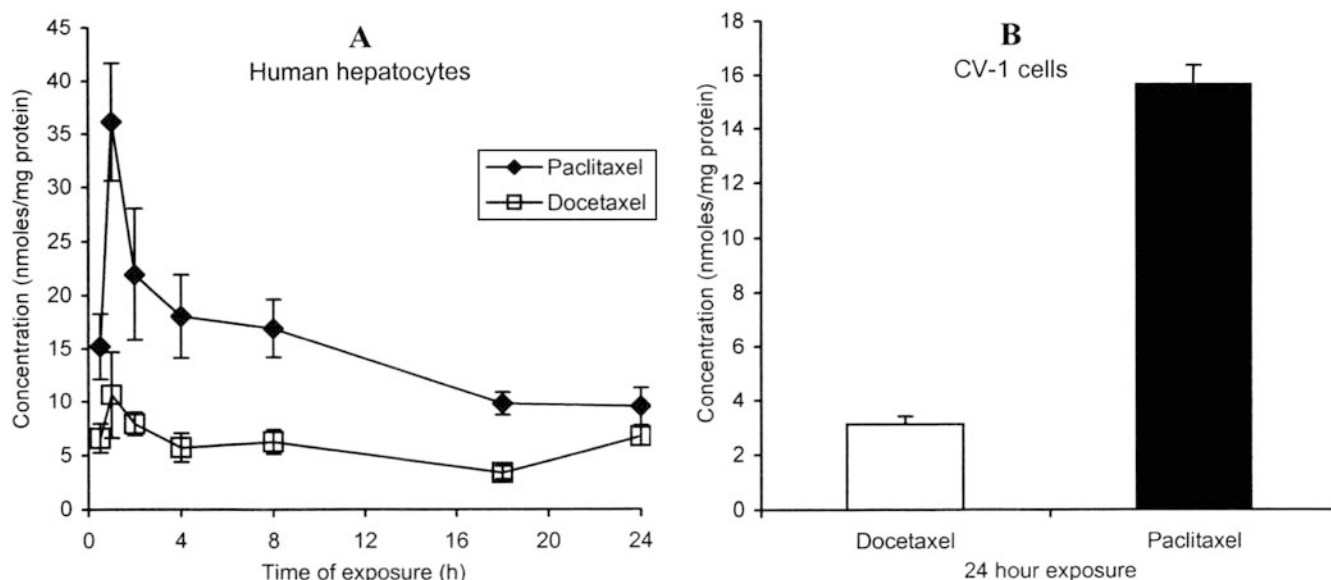 A
Human hepatocytes
Concentration (nmoles/mg protein)
45
40
35
30
25
20
15
10
5
0
Paclitaxel
Docetaxel
0 4 8 12 16 20 24
Time of exposure (h)
B
CV-1 cells
Concentration (nmoles/mg protein)
18
16
14
12
10
8
6
4
2
0
Docetaxel Paclitaxel
24 hour exposure